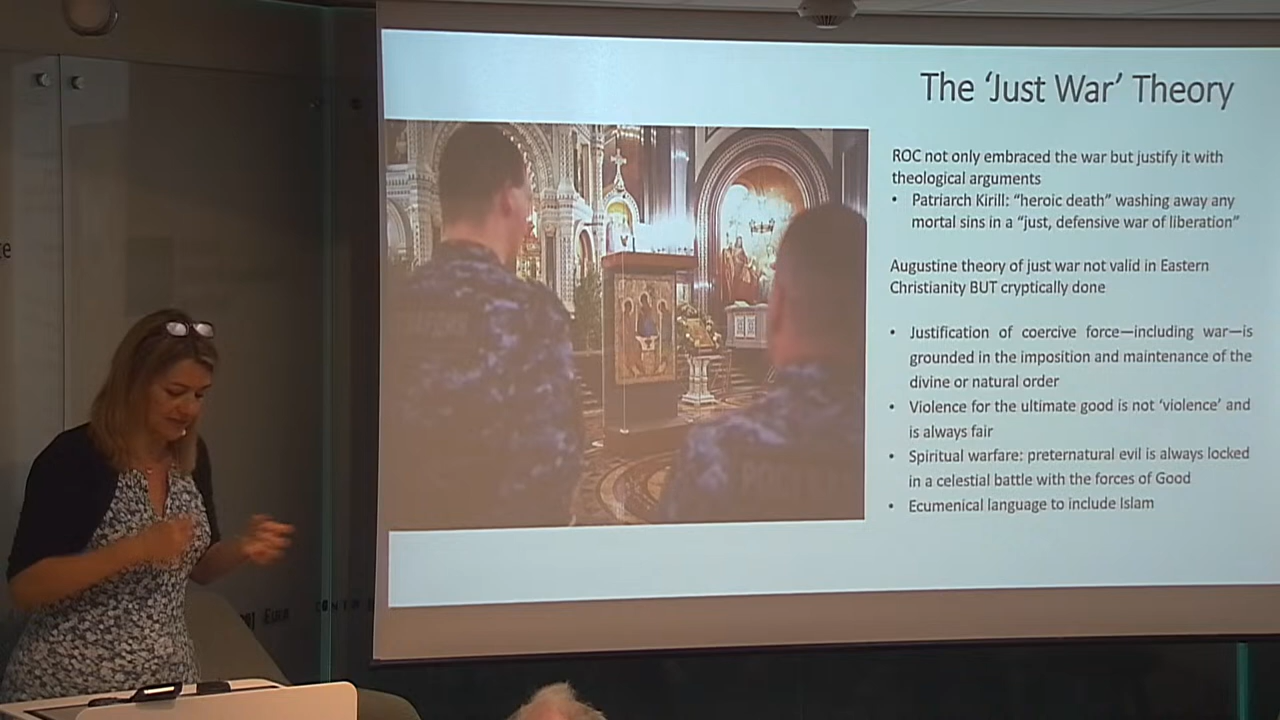 The ‘Just War’ Theory
ROC not only embraced the war but justify it with
theological arguments
• Patriarch Kirill: “heroic death” washing away any
mortal sins in a “just, defensive war of liberation”
Augustine theory of just war not valid in Eastern
Christianity BUT cryptically done
• Justification of coercive force—including war—is
grounded in the imposition and maintenance of the
divine or natural order
• Violence for the ultimate good is not ‘violence’ and
is always fair
• Spiritual warfare: preternatural evil is always locked
in a celestial battle with the forces of Good
• Ecumenical language to include Islam